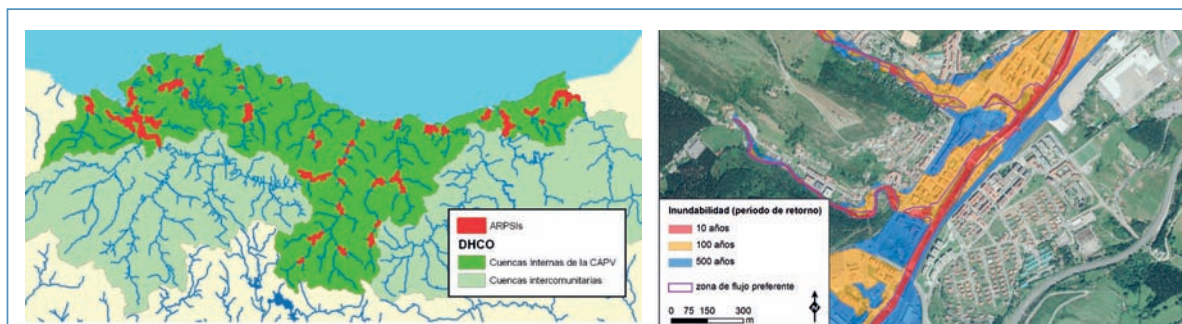 ARPSIs
DHCO
Cuencas internas de la CAPV
Cuencas intercomunitarias
Inundabilidad (periodo de retorno)
10 años
100 años
500 años
zona de flujo preferente
0 75 150 300
m
N